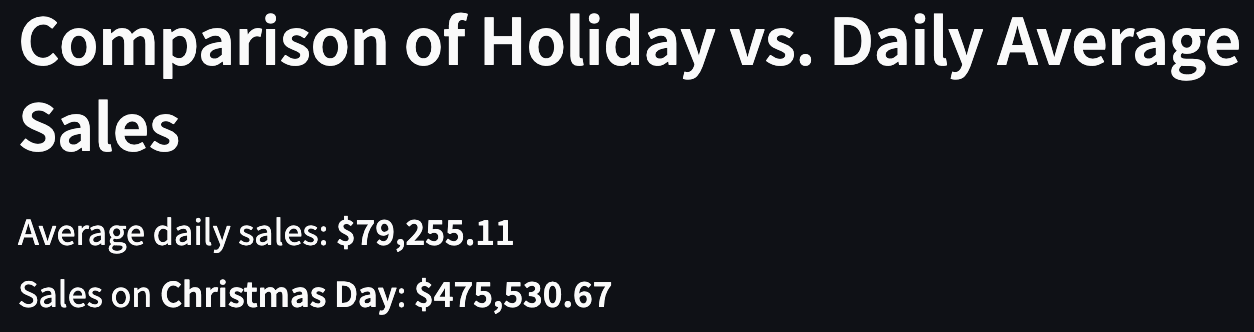 Comparison of Holiday vs. Daily Average
Sales
Average daily sales: $79,255.11
Sales on Christmas Day: $475,530.67